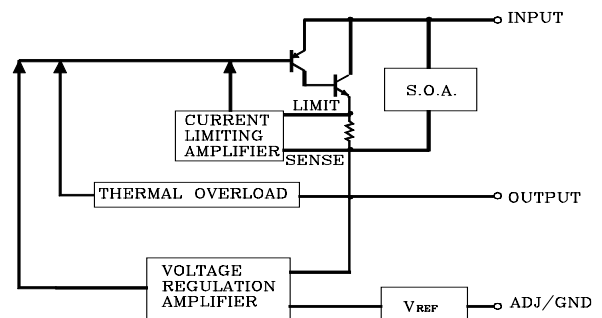 INPUT
S.O.A.
LIMIT
CURRENT
LIMITING
AMPLIFIER
SENSE
THERMAL OVERLOAD
OUTPUT
VOLTAGE
REGULATION
AMPLIFIER
VREF
ADJ/GND